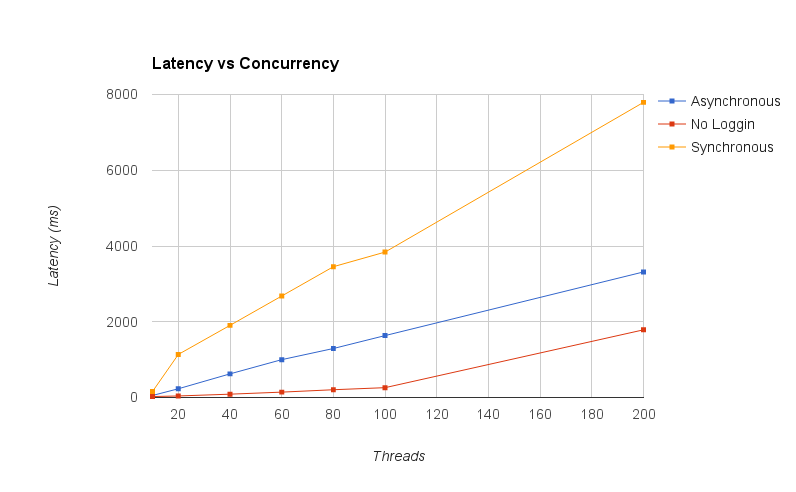 Latency vs Concurrency
8000
6000
4000
2000
0
Latency (ms)
20 40 60 80 100 120 140 160 180 200
Threads
Asynchronous
No Loggin
Synchronous